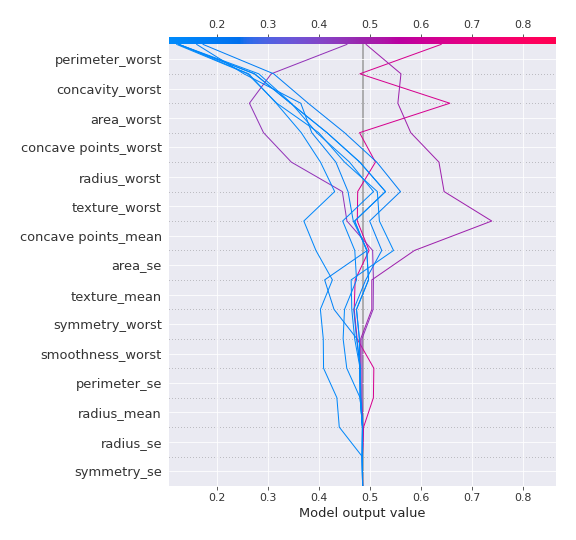 0.2 0.3 0.4 0.5 0.6 0.7 0.8
perimeter_worst
concavity_worst
area_worst
concave points_worst
radius_worst
texture_worst
concave points_mean
area_se
texture_mean
symmetry_worst
smoothness_worst
perimeter_se
radius_mean
radius_se
symmetry_se
0.2 0.3 0.4 0.5 0.6 0.7 0.8
Model output value